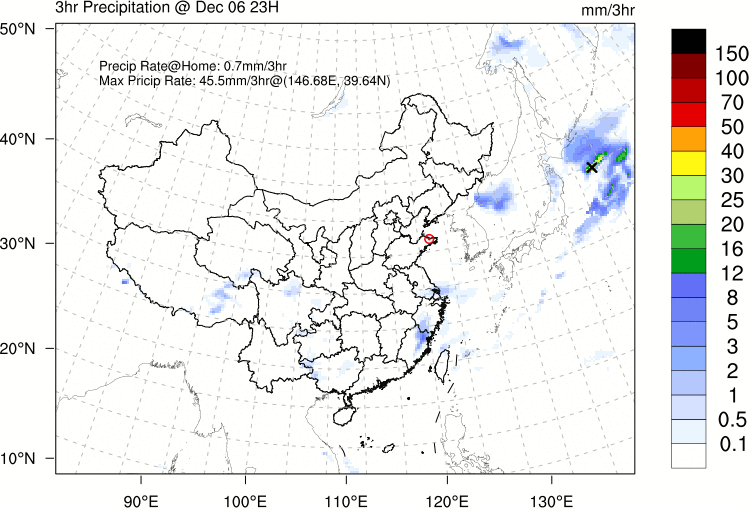 3hr Precipitation @ Dec 06 23H
mm/3hr
Precip Rate@Home: 0.7mm/3hr
Max Pricip Rate: 45.5mm/3hr@(146.68E, 39.64N)
50°N
40°N
30°N
20°N
10°N
90°E
100°E
110°E
120°E
130°E
150
100
70
50
40
30
25
20
16
12
8
5
3
2
1
0.5
0.1